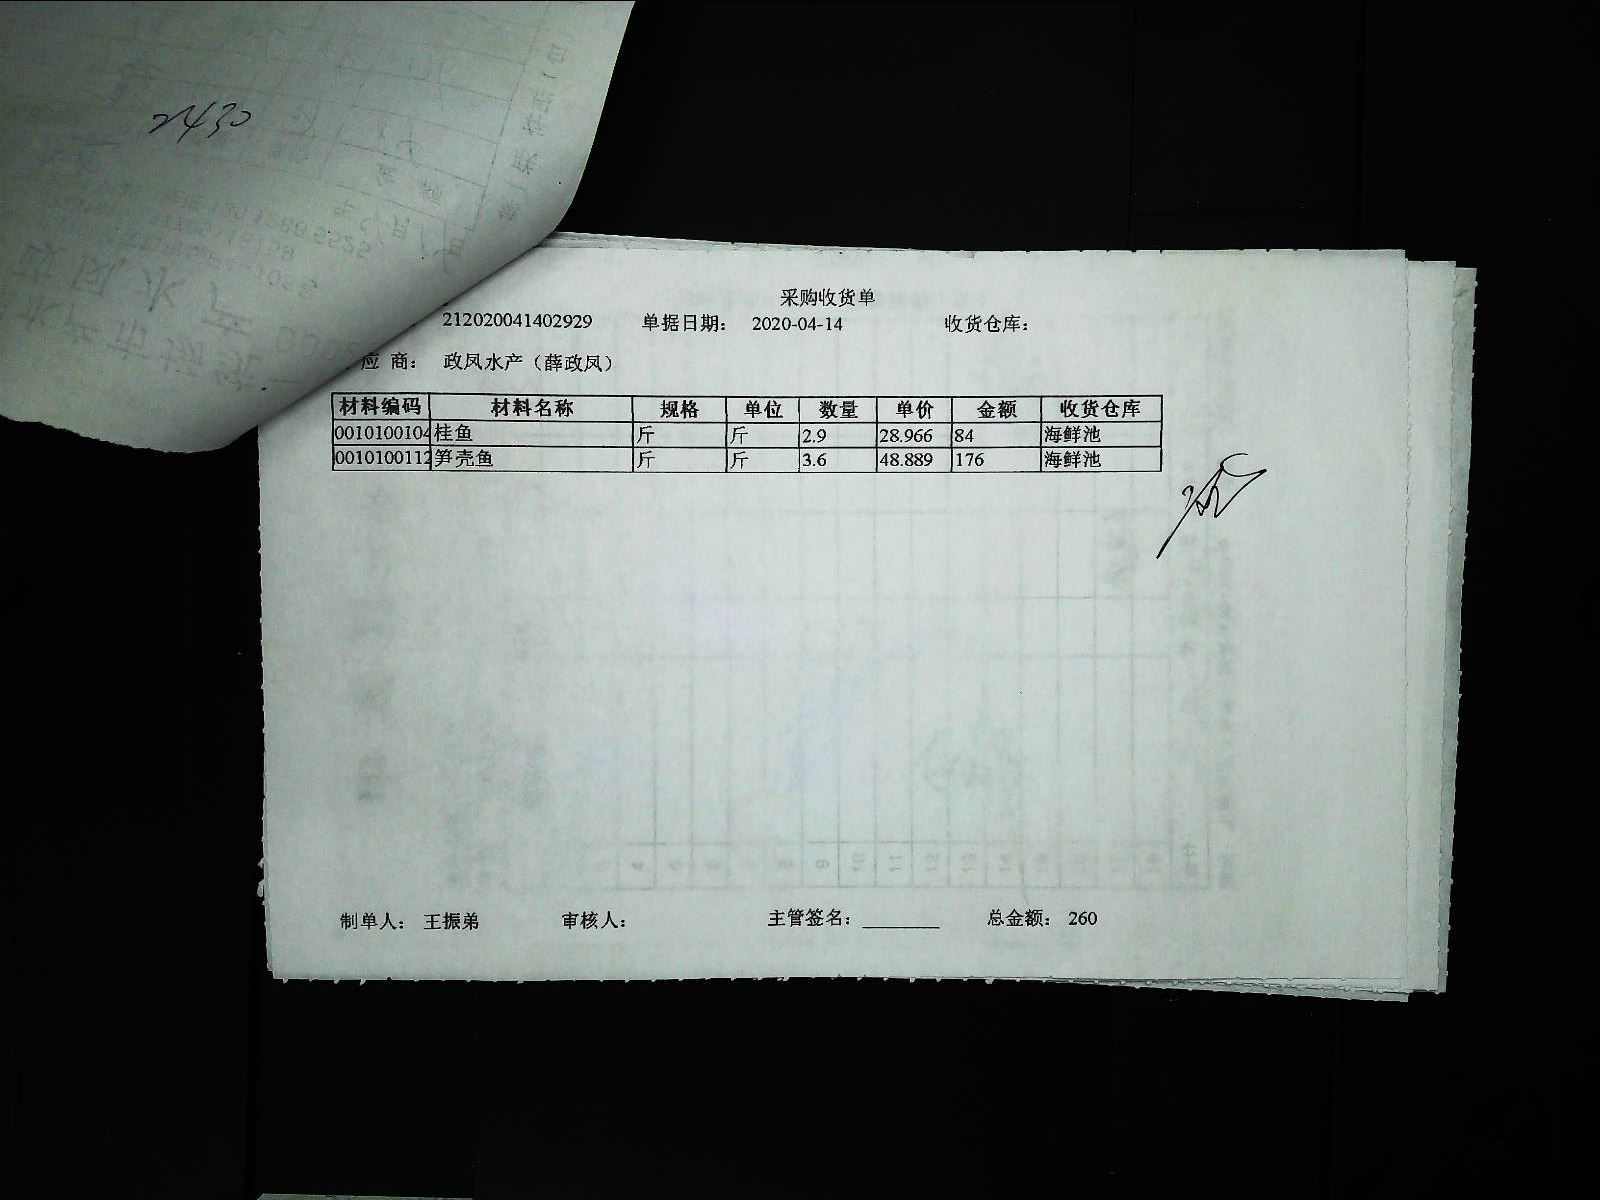 2430
采购收货单
212020041402929 单据日期： 2020-04-14 收货仓库：
应 商： 政凤水产（薛政凤）
材料编码 材料名称 规格 单位 数量 单价 金额 收货仓库
0010100104 桂鱼 斤 斤 2.9 28.966 84 海鲜池
0010100112 笋壳鱼 斤 斤 3.6 48.889 176 海鲜池
制单人： 王振弟 审核人： 主管签名： 总金额： 260